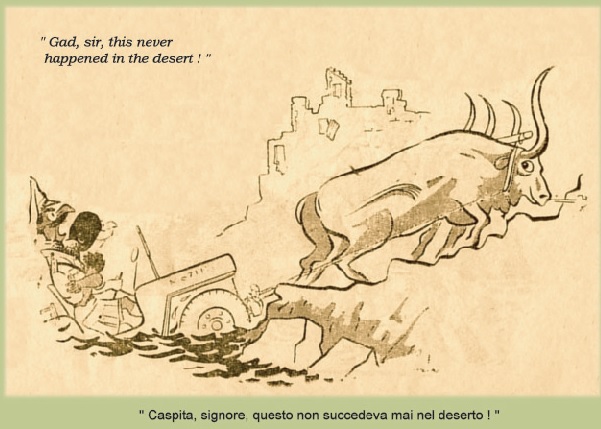 " Gad, sir, this never
happened in the desert ! "
" Caspita, signore, questo non succedeva mai nel deserto ! "